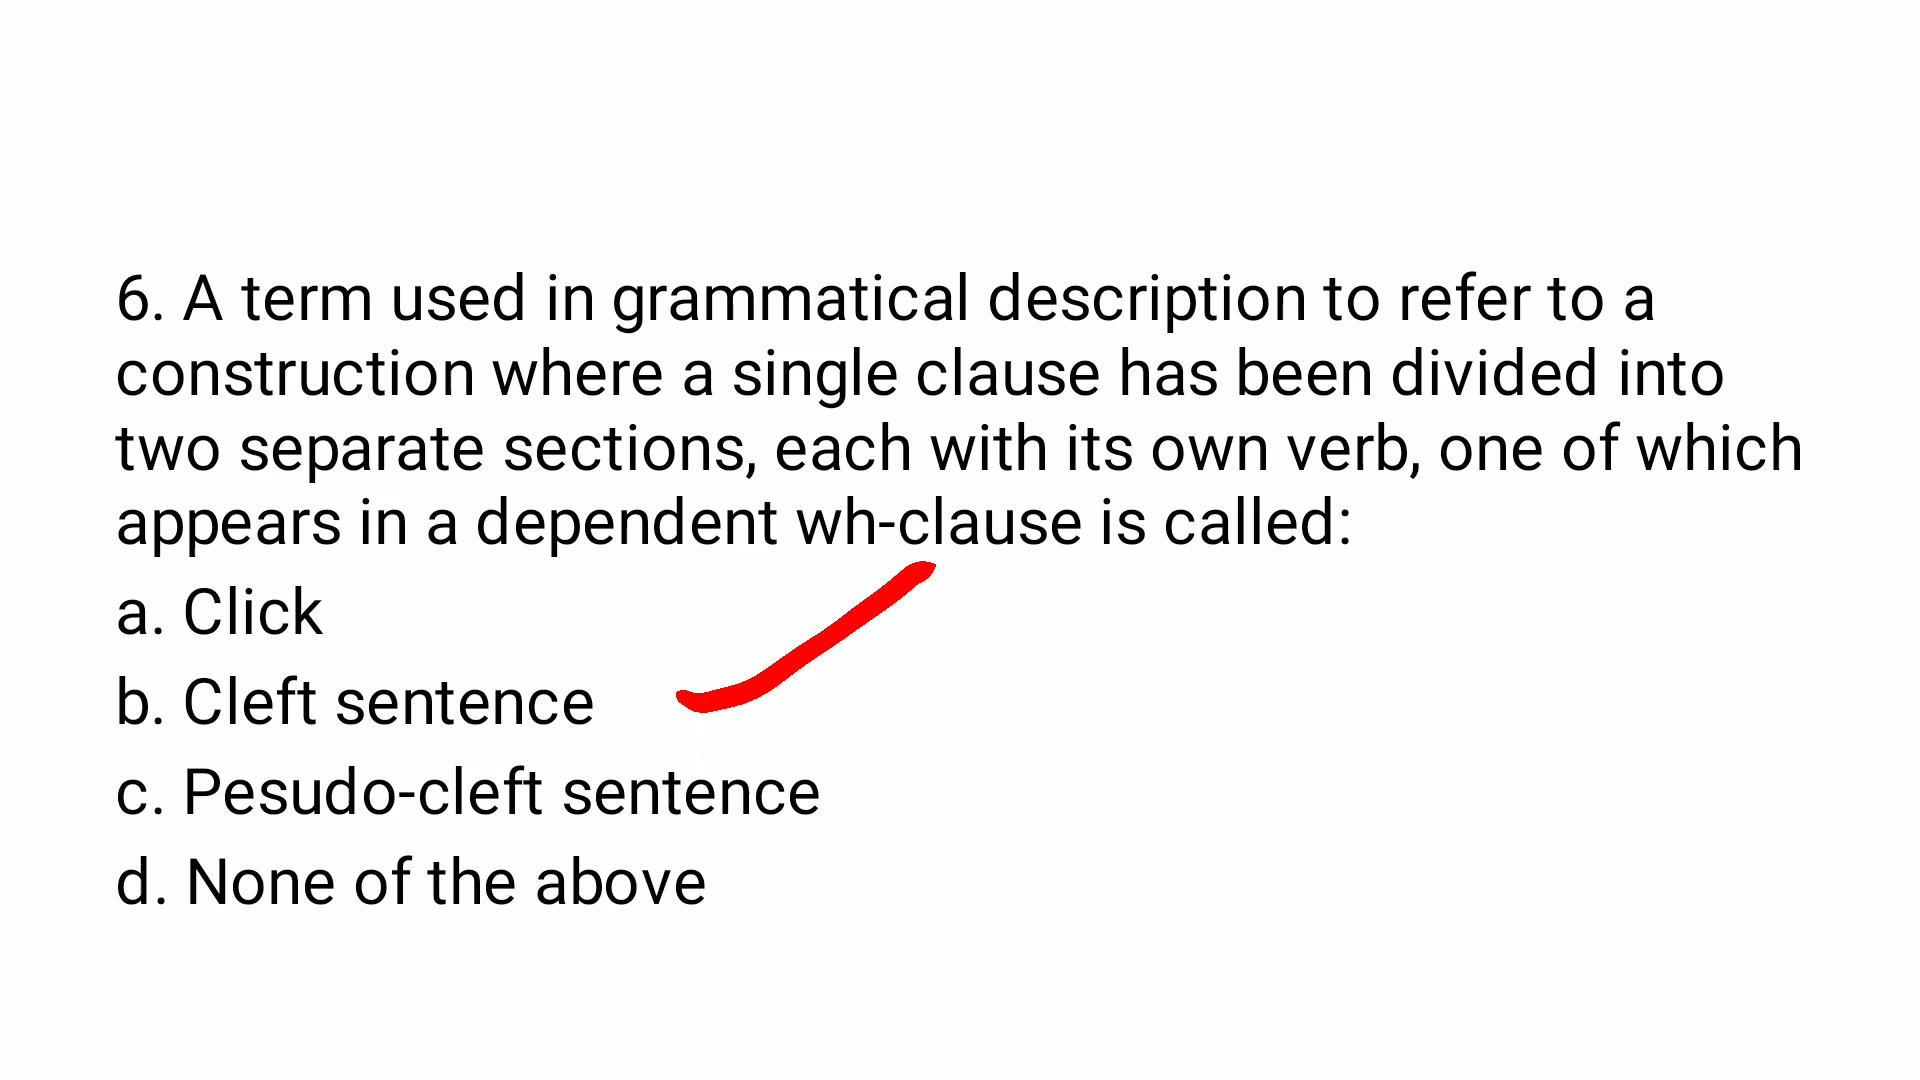 6. A term used in grammatical description to refer to a
construction where a single clause has been divided into
two separate sections, each with its own verb, one of which
appears in a dependent wh-clause is called:
a. Click
b. Cleft sentence
c. Pesudo-cleft sentence
d. None of the above